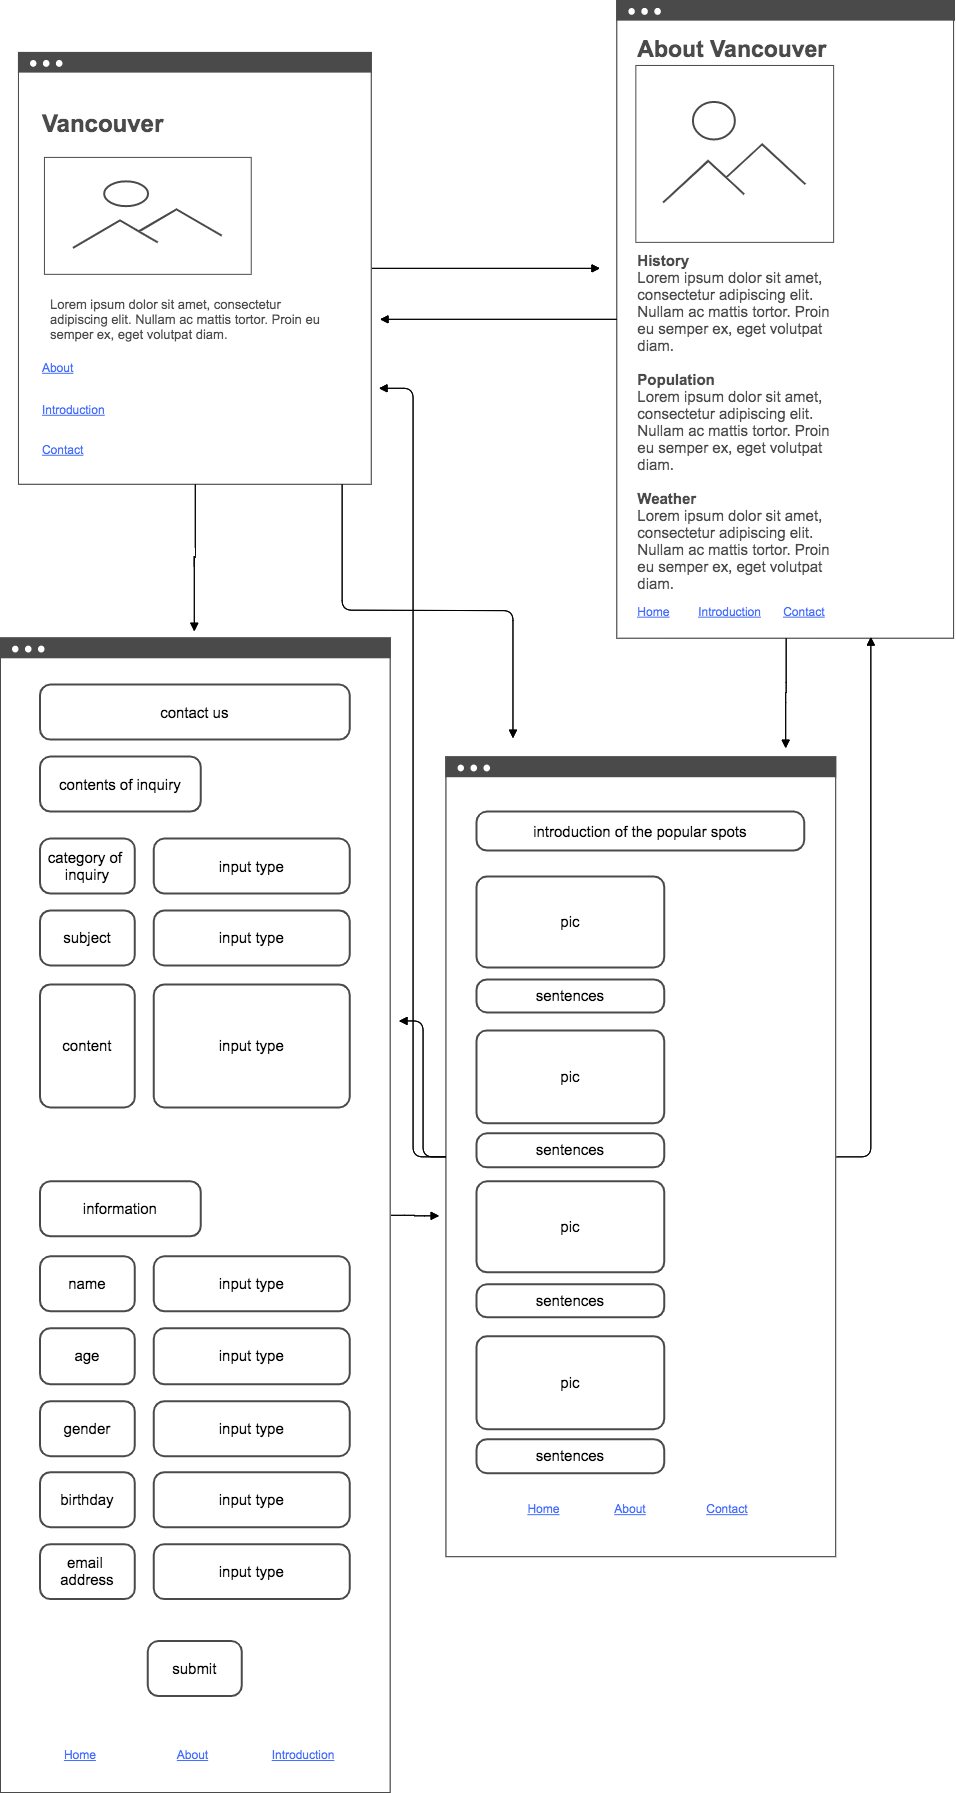 Vancouver
Lorem ipsum dolor sit amet, consectetur
adipiscing elit. Nullam ac mattis tortor. Proin eu
semper ex, eget volutpat diam.
About
Introduction
Contact
About Vancouver
History
Lorem ipsum dolor sit amet,
consectetur adipiscing elit.
Nullam ac mattis tortor. Proin
eu semper ex, eget volutpat
diam.
Population
Lorem ipsum dolor sit amet,
consectetur adipiscing elit.
Nullam ac mattis tortor. Proin
eu semper ex, eget volutpat
diam.
Weather
Lorem ipsum dolor sit amet,
consectetur adipiscing elit.
Nullam ac mattis tortor. Proin
eu semper ex, eget volutpat
diam.
Home Introduction Contact
contact us
contents of inquiry
category of
inquiry
input type
subject
input type
content
input type
information
name
input type
age
input type
gender
input type
birthday
input type
email
address
input type
submit
Home About Introduction
introduction of the popular spots
pic
sentences
pic
sentences
pic
sentences
pic
sentences
Home About Contact